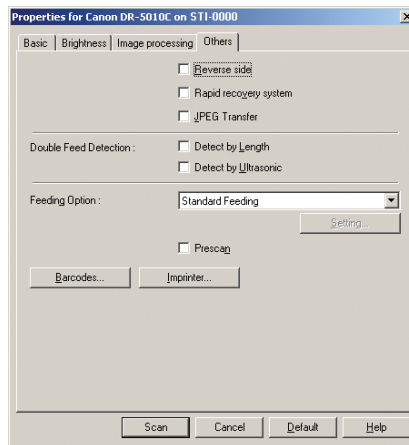 Properties for Canon DR-5010C on STI-0000
Basic Brightness Image processing Others
Reverse side
Rapid recovery system
JPEG Transfer
Double Feed Detection : Detect by Length
Detect by Ultrasonic
Feeding Option : Standard Feeding
Setting...
Prescan
Barcodes... Imprinter...
Scan Cancel Default Help